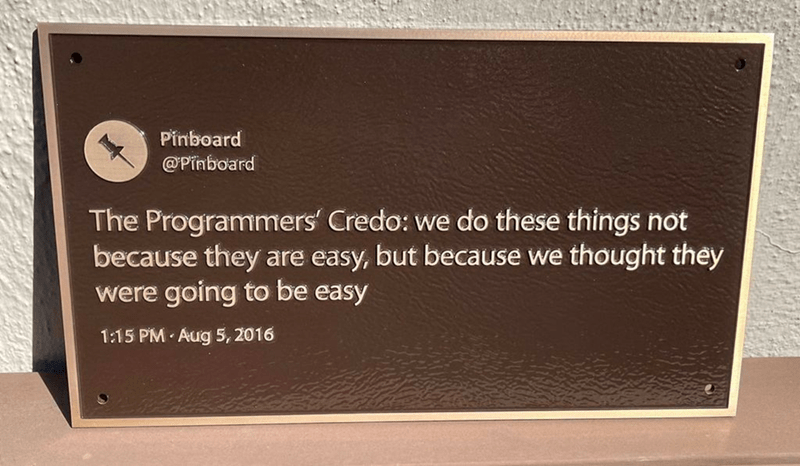 Pinboard
@Pinboard
The Programmers' Credo: we do these things not
because they are easy, but because we thought they
were going to be easy
1:15 PM · Aug 5, 2016